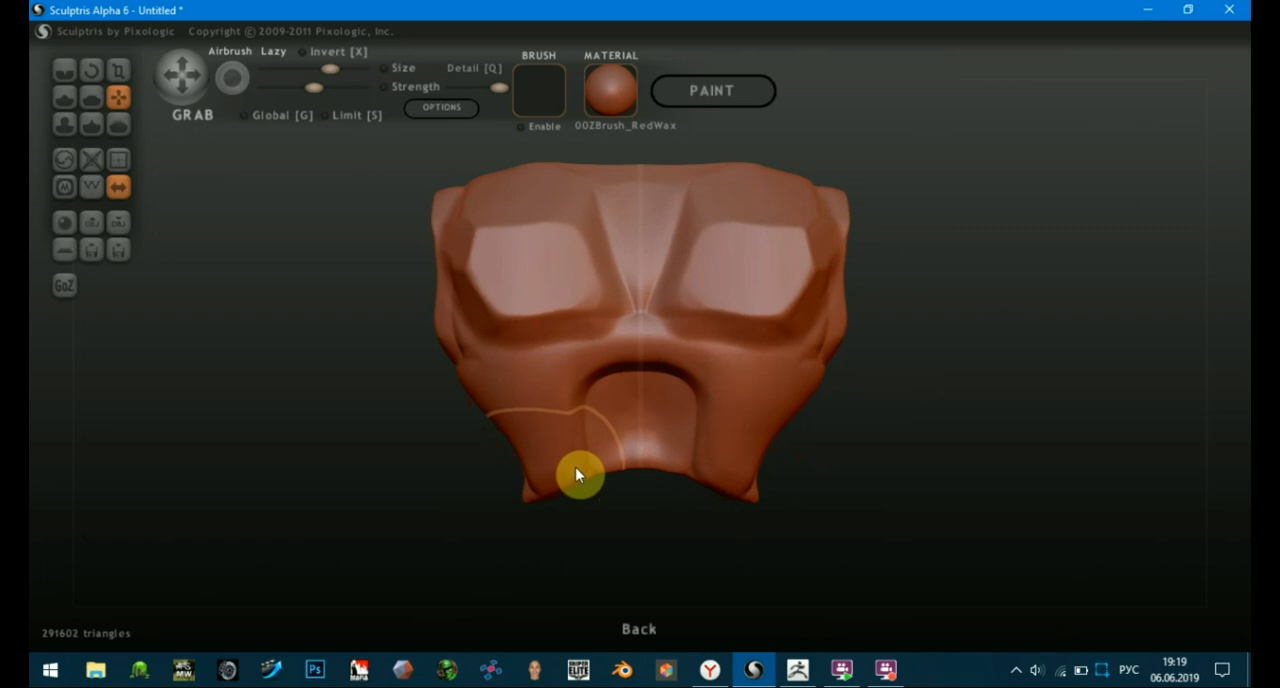 Sculptris Alpha 6 - Untitled *
Sculptris by Pixologic Copyright © 2009-2011 Pixologic, Inc.
Airbrush Lazy Invert [X]
Size Detail [Q]
Strength
OPTIONS
GRAB
Global [G] Limit [S]
BRUSH
Enable
MATERIAL
00ZBrush_RedWax
PAINT
GoZ
Back
291602 triangles
Ps
РУС
19:19
06.06.2019